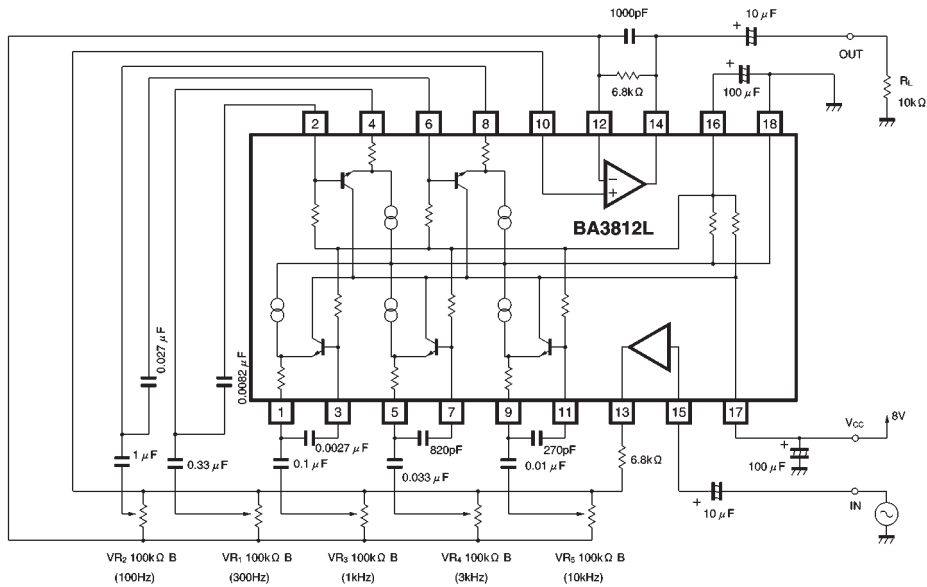 1000pF
10 μF
+
OUT
+
6.8kΩ
100 μF
RL
10kΩ
2 4 6 8 10 12 14 16 18
−
+
BA3812L
0.027 μF
0.0082 μF
1 3 5 7 9 11 13 15 17
1 μF
0.33 μF
0.1 μF
0.0027 μF
0.033 μF
820pF
0.01 μF
270pF
6.8kΩ
VCC
8V
+
100 μF
+
10 μF
IN
VR2 100kΩ B
(100Hz)
VR1 100kΩ B
(300Hz)
VR3 100kΩ B
(1kHz)
VR4 100kΩ B
(3kHz)
VR5 100kΩ B
(10kHz)